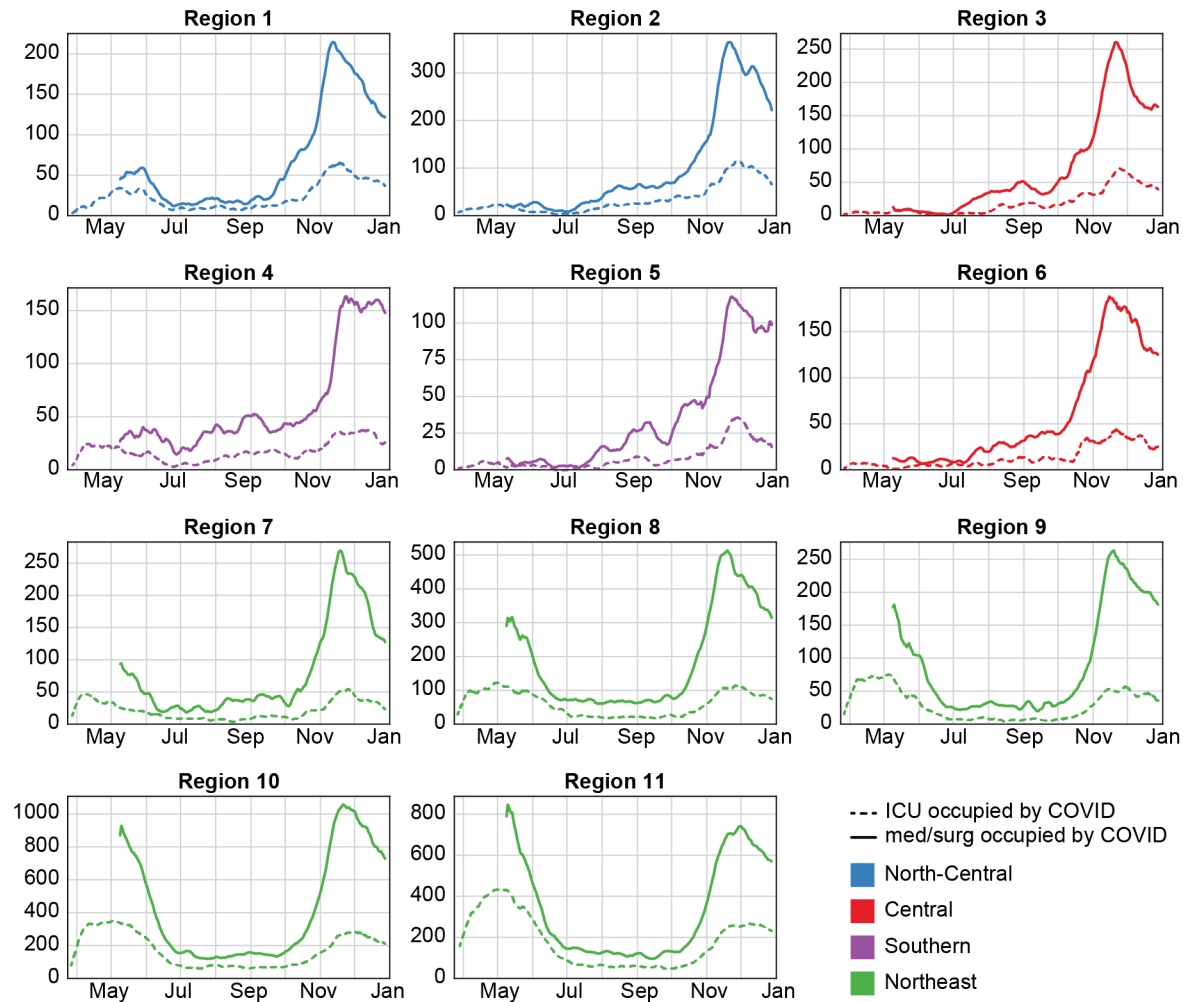 Region 1
200
150
100
50
0
May Jul Sep Nov Jan
Region 2
300
200
100
0
May Jul Sep Nov Jan
Region 3
250
200
150
100
50
0
May Jul Sep Nov Jan
Region 4
150
100
50
0
May Jul Sep Nov Jan
Region 5
100
75
50
25
0
May Jul Sep Nov Jan
Region 6
150
100
50
0
May Jul Sep Nov Jan
Region 7
250
200
150
100
50
0
May Jul Sep Nov Jan
Region 8
500
400
300
200
100
0
May Jul Sep Nov Jan
Region 9
250
200
150
100
50
0
May Jul Sep Nov Jan
Region 10
1000
800
600
400
200
0
May Jul Sep Nov Jan
Region 11
800
600
400
200
0
May Jul Sep Nov Jan
ICU occupied by COVID
med/surg occupied by COVID
North-Central
Central
Southern
Northeast